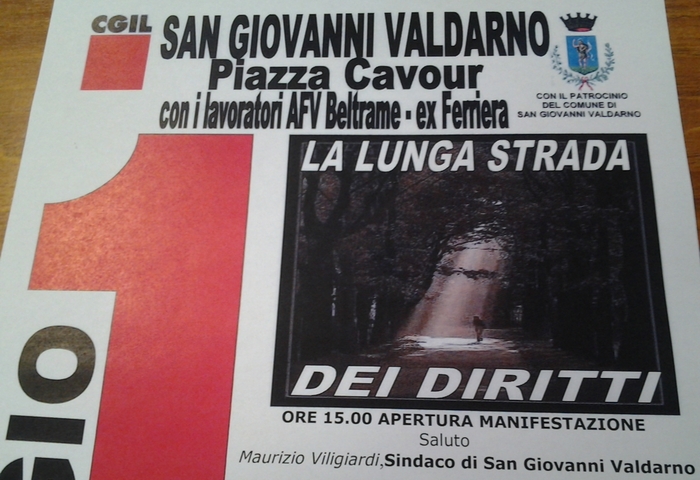 CGIL
SAN GIOVANNI VALDARNO
Piazza Cavour
con i lavoratori AFV Beltrame - ex Ferriera
CON IL PATROCINIO
DEL COMUNE DI
SAN GIOVANNI VALDARNO
1
LA LUNGA STRADA
DEI DIRITTI
ORE 15.00 APERTURA MANIFESTAZIONE
Saluto
Maurizio Viligiardi,Sindaco di San Giovanni Valdarno